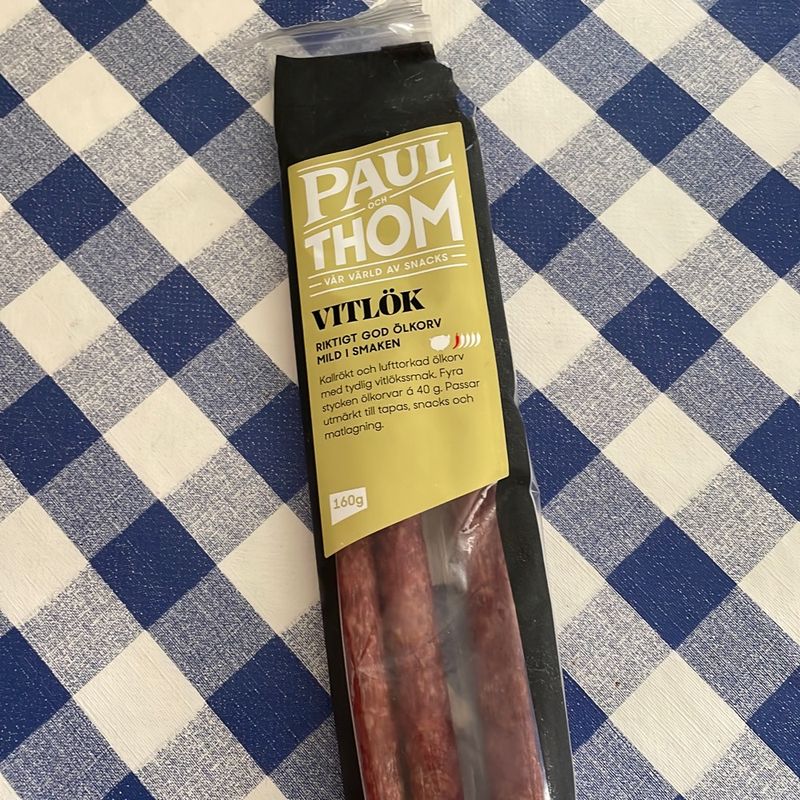 PAUL
OCH
THOM
VÅR VÄRLD AV SNACKS
VITLÖK
RIKTIGT GOD ÖLKORV
MILD I SMAKEN
Kallrökt och lufttorkad ölkorv
med tydlig vitlökssmak. Fyra
stycken ölkorvar á 40 g. Passar
utmärkt till tapas, snacks och
matlagning.
160g